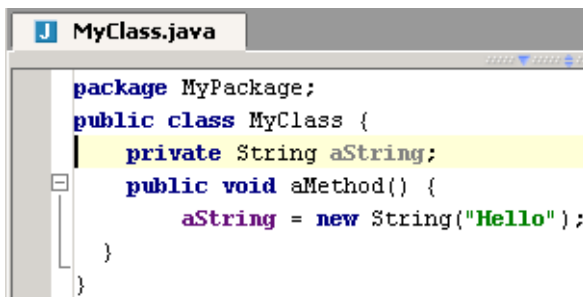 J MyClass.java
package MyPackage;
public class MyClass {
    private String aString;
    public void aMethod() {
        aString = new String("Hello");
    }
}